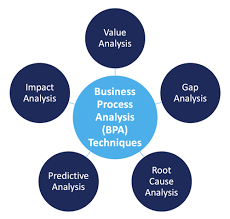 Value
Analysis
Impact
Analysis
Gap
Analysis
Business
Process
Analysis
(BPA)
Techniques
Predictive
Analysis
Root
Cause
Analysis